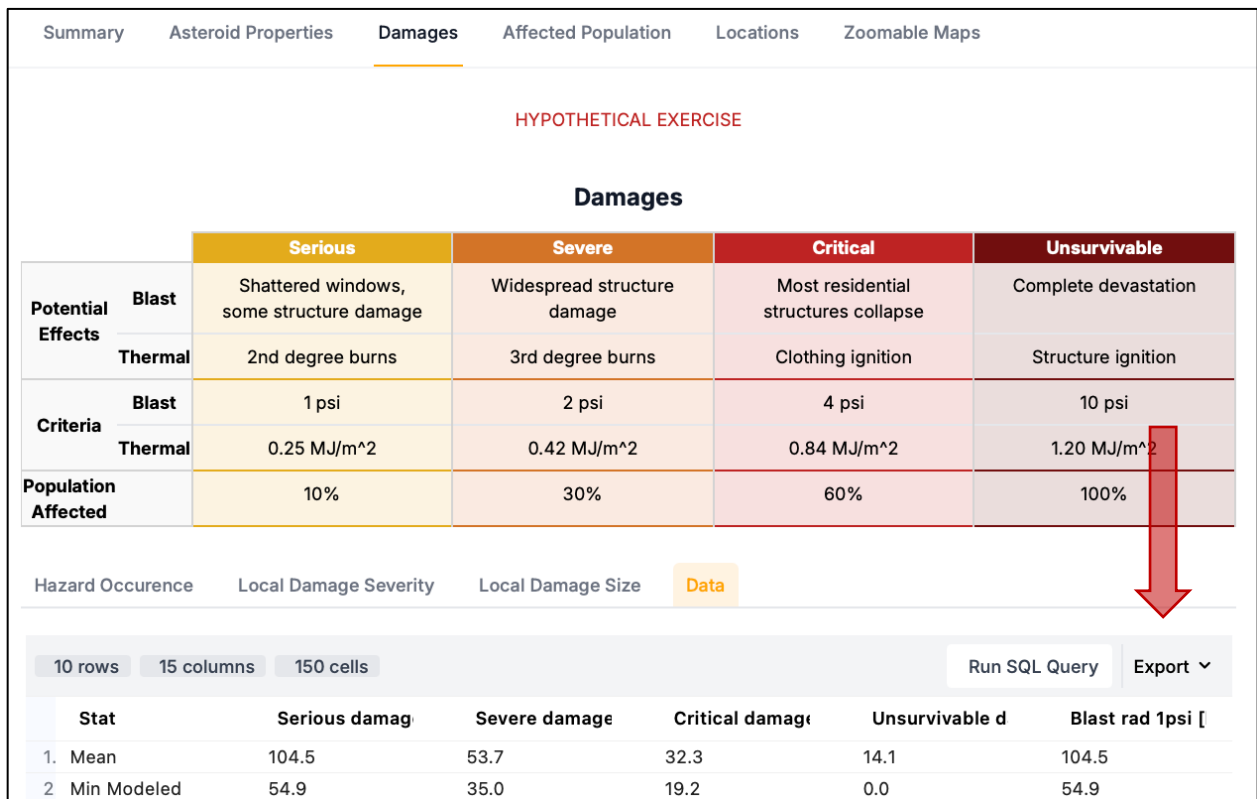 Summary Asteroid Properties Damages Affected Population Locations Zoomable Maps
HYPOTHETICAL EXERCISE
Damages
Serious Severe Critical Unsurvivable
Potential Effects Blast Shattered windows, some structure damage Widespread structure damage Most residential structures collapse Complete devastation
Thermal 2nd degree burns 3rd degree burns Clothing ignition Structure ignition
Criteria Blast 1 psi 2 psi 4 psi 10 psi
Thermal 0.25 MJ/m^2 0.42 MJ/m^2 0.84 MJ/m^2 1.20 MJ/m^2
Population Affected 10% 30% 60% 100%
Hazard Occurence Local Damage Severity Local Damage Size Data
10 rows 15 columns 150 cells Run SQL Query Export
Stat Serious damag Severe damage Critical damage Unsurvivable d Blast rad 1psi [
1. Mean 104.5 53.7 32.3 14.1 104.5
2 Min Modeled 54.9 35.0 19.2 0.0 54.9